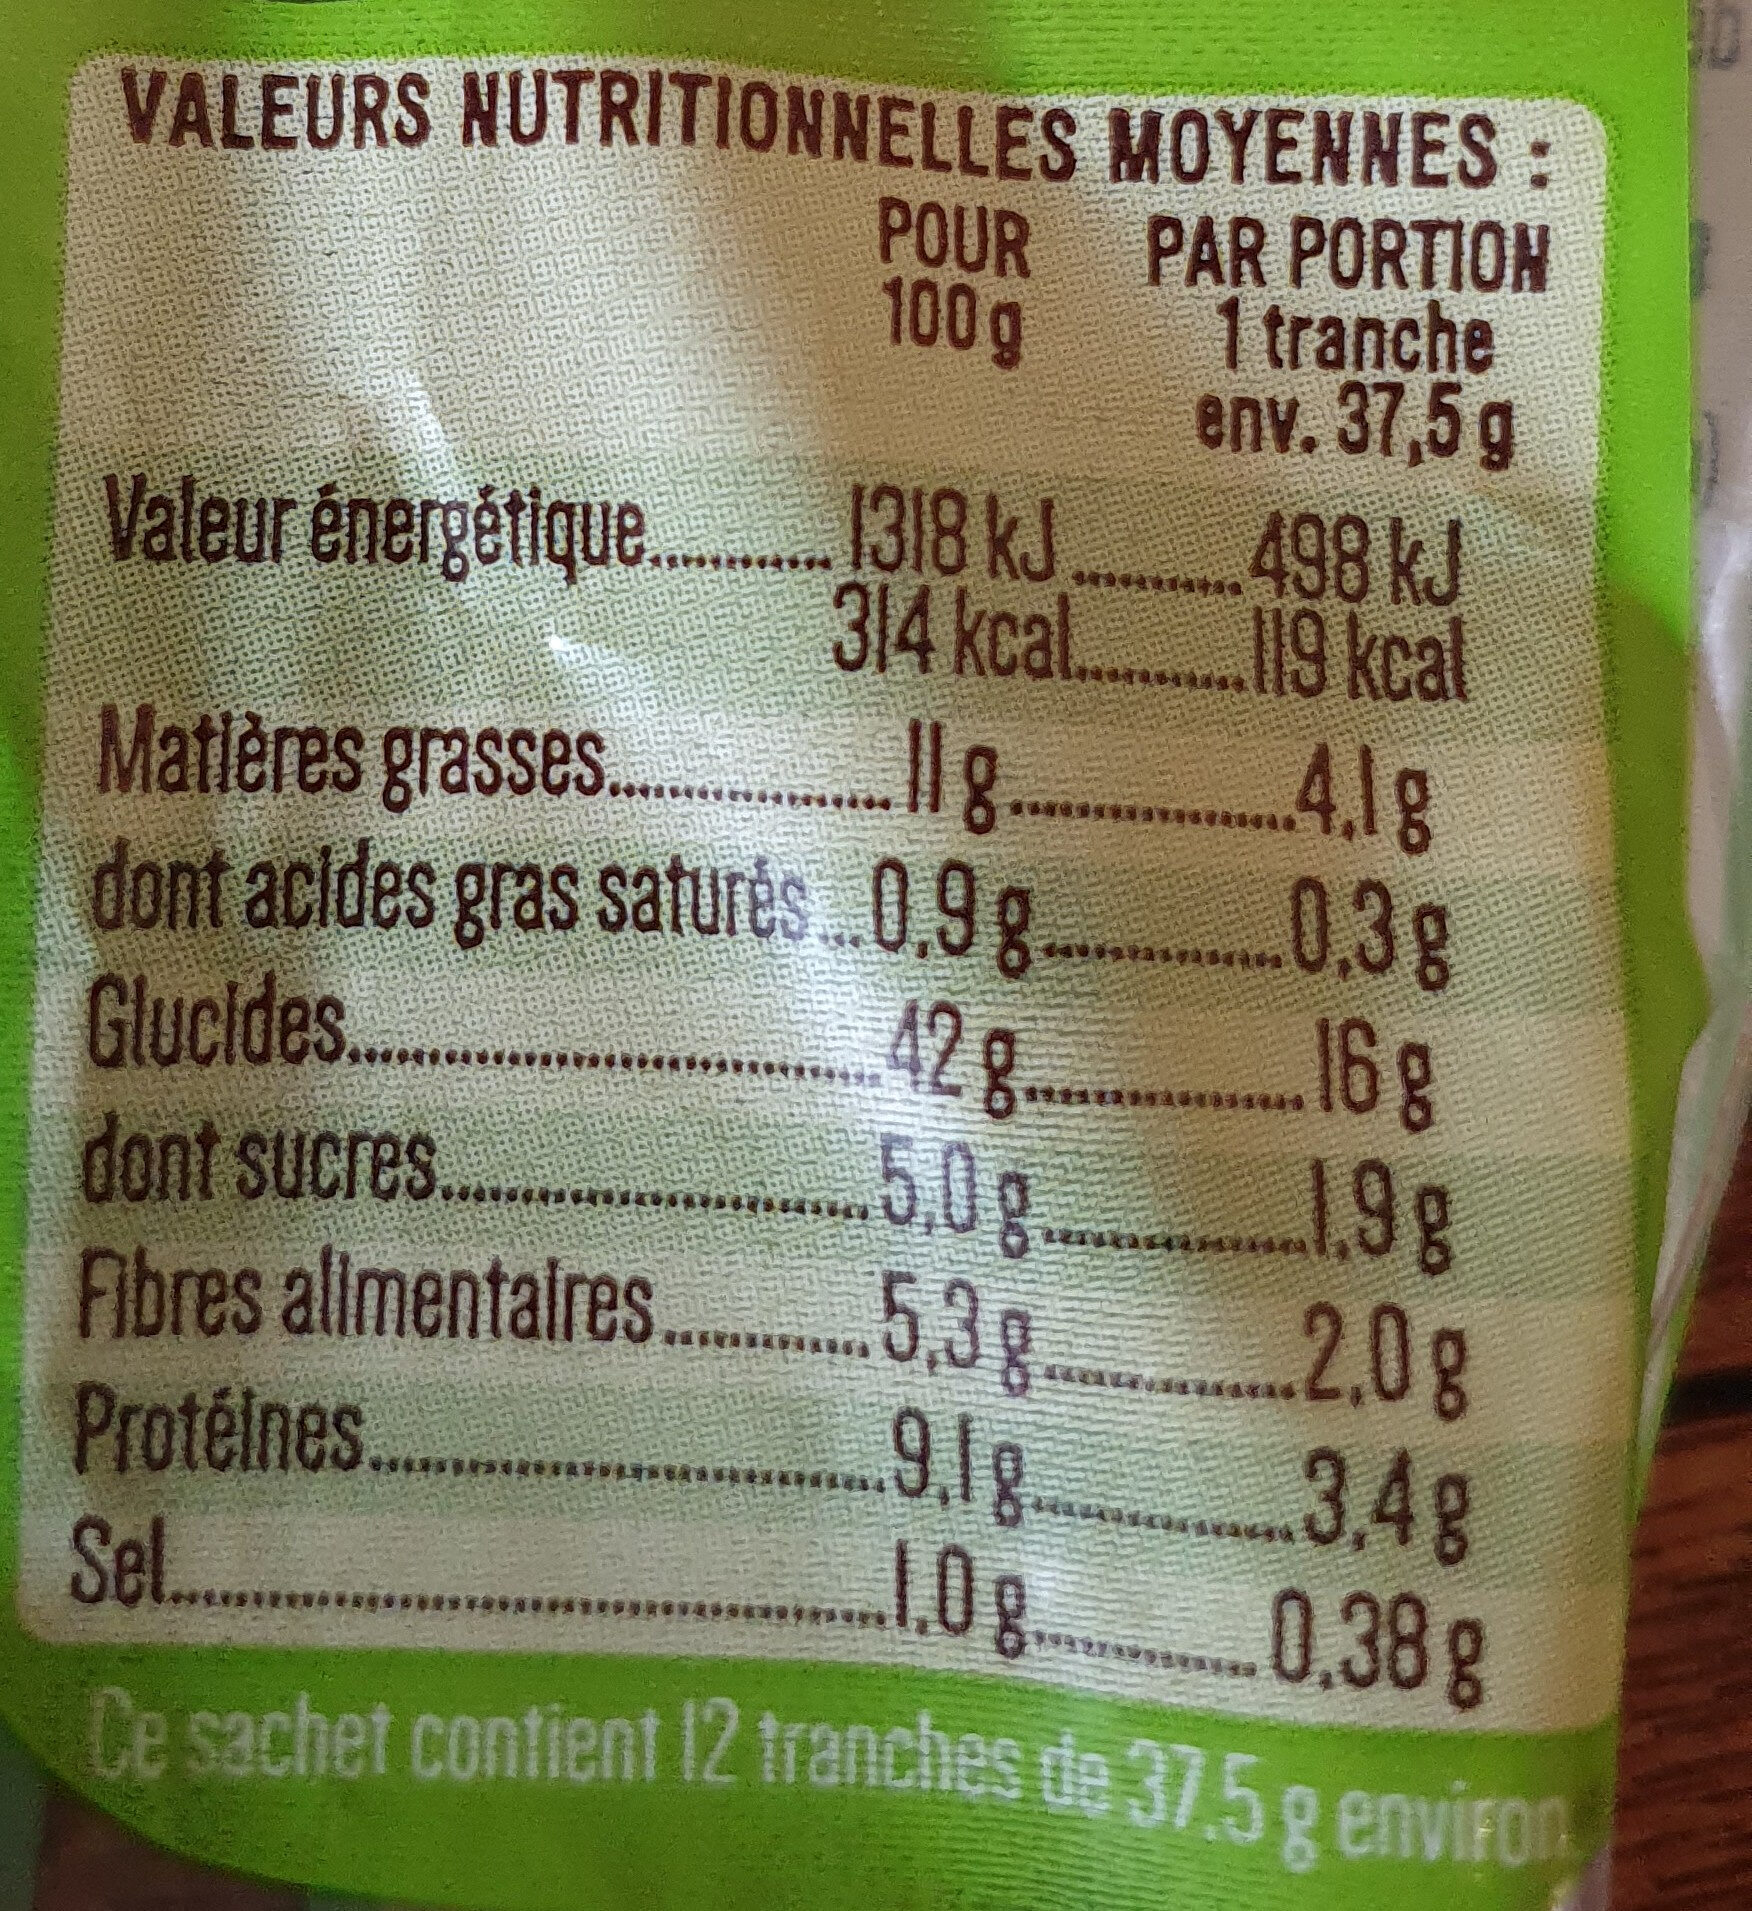 VALEURS NUTRITIONNELLES MOYENNES :
POUR 100 g PAR PORTION 1 tranche env. 37,5 g
Valeur énergétique.......... 1318 kJ .......... 498 kJ
314 kcal.......... 119 kcal
Matières grasses.......... 11 g .......... 4,1 g
dont acides gras saturés... 0,9 g .......... 0,3 g
Glucides.......... 42 g .......... 16 g
dont sucres.......... 5,0 g .......... 1,9 g
Fibres alimentaires.......... 5,3 g .......... 2,0 g
Protéines.......... 9,1 g .......... 3,4 g
Sel.......... 1,0 g .......... 0,38 g
Ce sachet contient 12 tranches de 37,5 g environ.